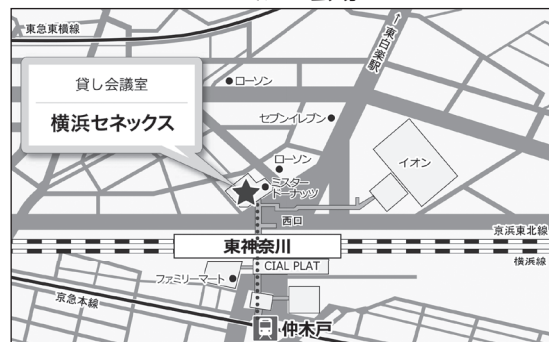 東急東横線
→東白楽駅
貸し会議室
横浜セネックス
ローソン
セブンイレブン
ローソン
イオン
ミスター
ドーナッツ
西口
京浜東北線
東神奈川
横浜線
CIAL PLAT
ファミリーマート
京急本線
仲木戸